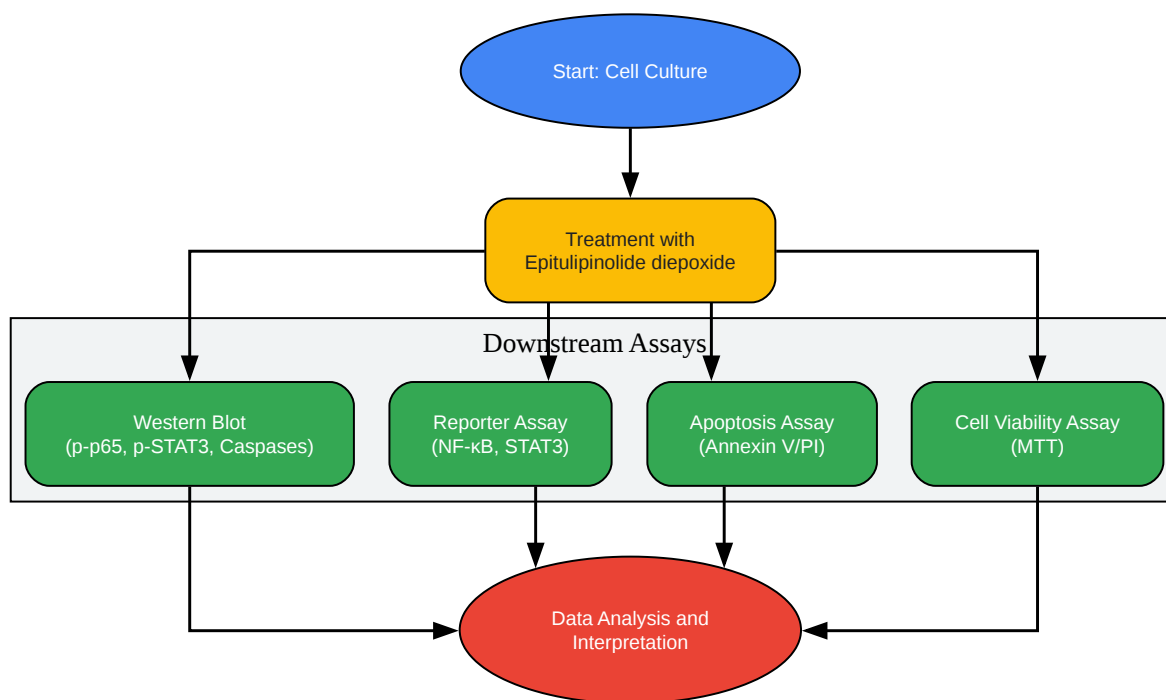 Start: Cell Culture
Treatment with
Epitulipinolide diepoxide
Downstream Assays
Western Blot
(p-p65, p-STAT3, Caspases)
Reporter Assay
(NF-κB, STAT3)
Apoptosis Assay
(Annexin V/PI)
Cell Viability Assay
(MTT)
Data Analysis and
Interpretation